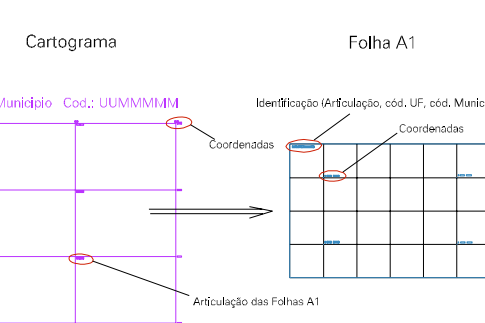 Cartograma
Folha A1
Municipio Cod.: UUMMMMM
Identificação (Articulação, cód. UF, cód. Munic
Coordenadas
Coordenadas
Articulação das Folhas A1